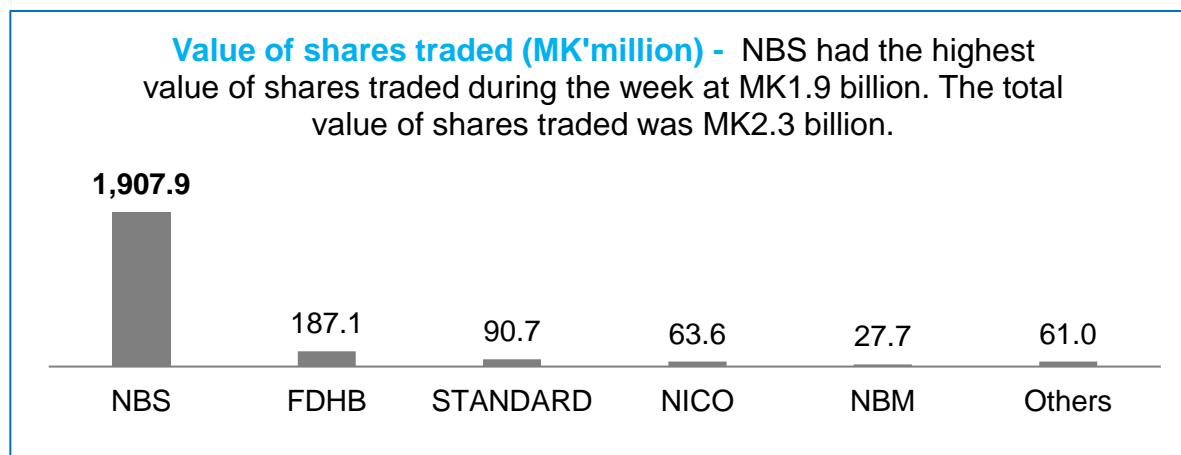 Value of shares traded (MK'million) - NBS had the highest
value of shares traded during the week at MK1.9 billion. The total
value of shares traded was MK2.3 billion.
1,907.9
187.1
90.7
63.6
27.7
61.0
NBS
FDHB
STANDARD
NICO
NBM
Others